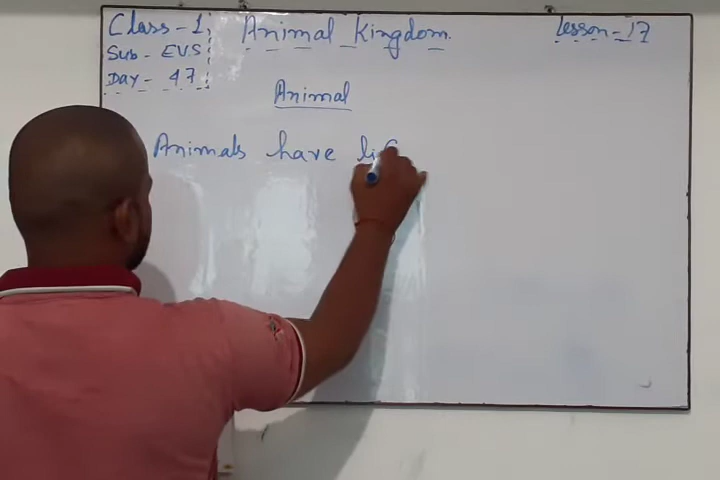 Class - 1
Animal Kingdom.
Lesson - 17
Sub - EVS
Day - 47
Animal
Animals have